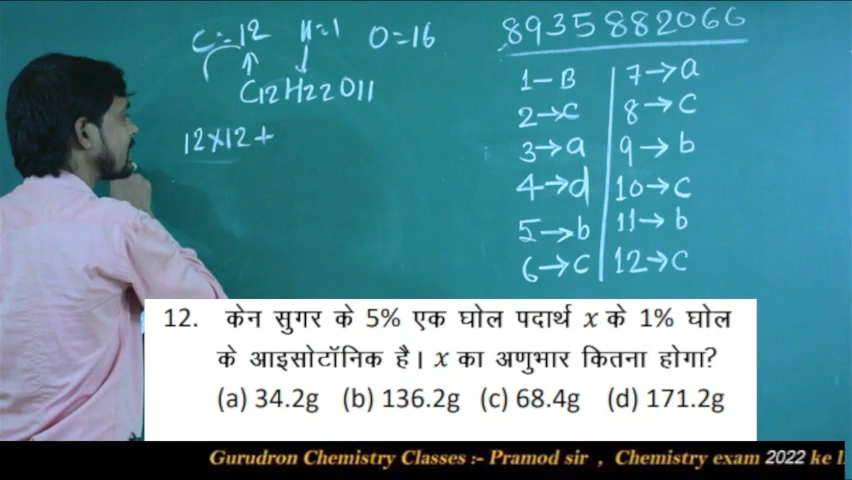 C=12 H=1 O=16
C12H22O11
12x12+
8935882066
1-B
2→c
3→a
4→d
5→b
6→c
7→a
8→c
9→b
10→c
11→b
12→c
12. केन सुगर के 5% एक घोल पदार्थ x के 1% घोल
के आइसोटॉनिक है। x का अणुभार कितना होगा?
(a) 34.2g (b) 136.2g (c) 68.4g (d) 171.2g
Gurudron Chemistry Classes :- Pramod sir , Chemistry exam 2022 ke